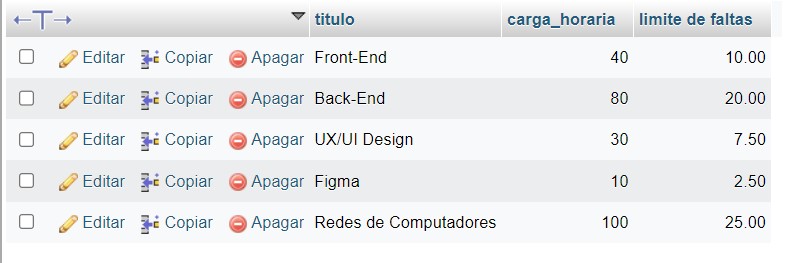 titulo carga_horaria limite de faltas
Editar Copiar Apagar Front-End 40 10.00
Editar Copiar Apagar Back-End 80 20.00
Editar Copiar Apagar UX/UI Design 30 7.50
Editar Copiar Apagar Figma 10 2.50
Editar Copiar Apagar Redes de Computadores 100 25.00